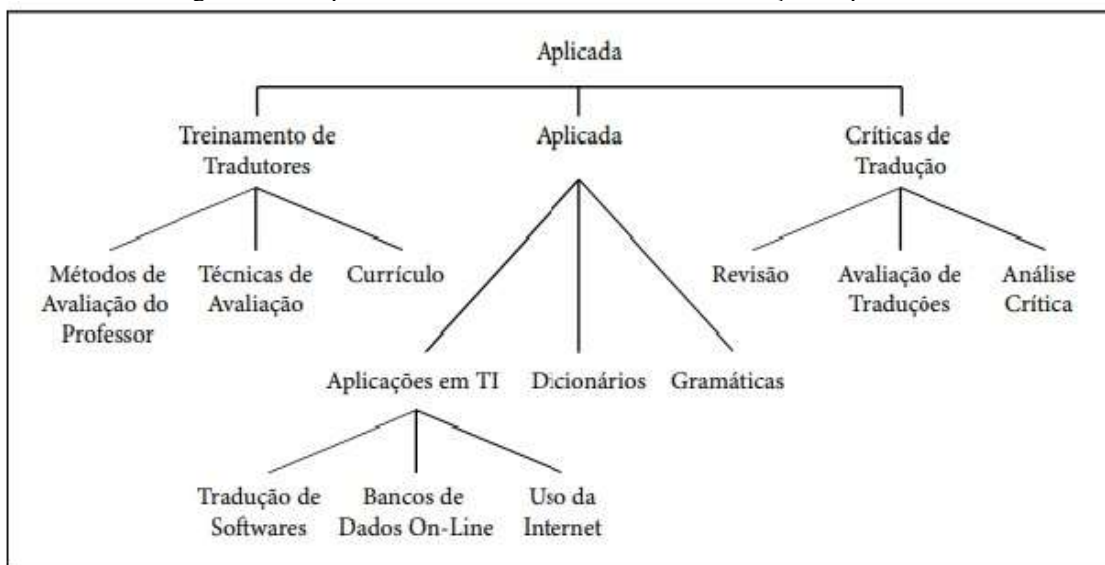 Aplicada
Treinamento de
Tradutores
Aplicada
Críticas de
Tradução
Métodos de
Avaliação do
Professor
Técnicas de
Avaliação
Currículo
Revisão
Avaliação de
Traduções
Análise
Crítica
Aplicações em TI
Dicionários
Gramáticas
Tradução de
Softwares
Bancos de
Dados On-Line
Uso da
Internet